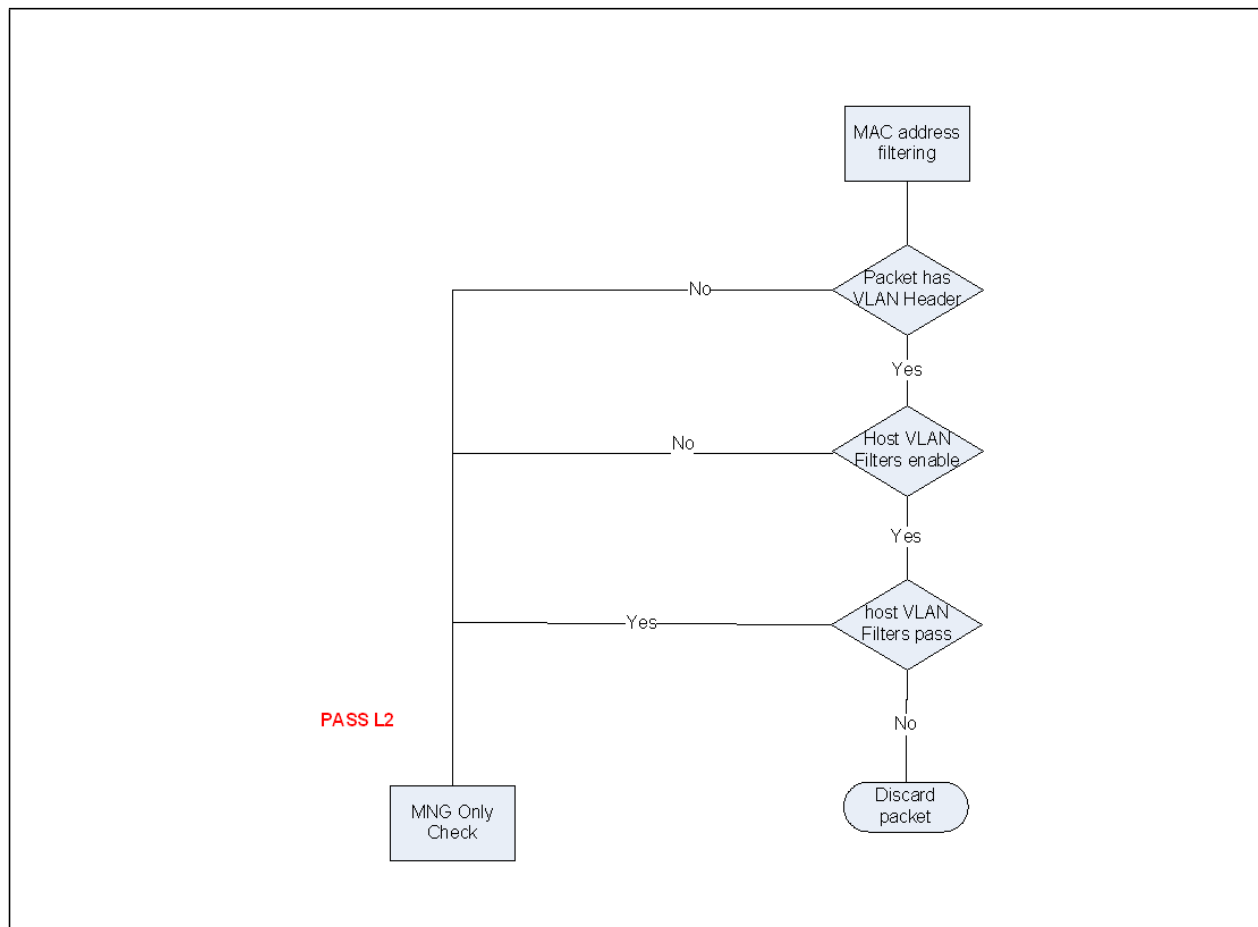 MAC address
filtering
Packet has
VLAN Header
No
Yes
Host VLAN
Filters enable
No
Yes
host VLAN
Filters pass
Yes
No
PASS L2
MNG Only
Check
Discard
packet